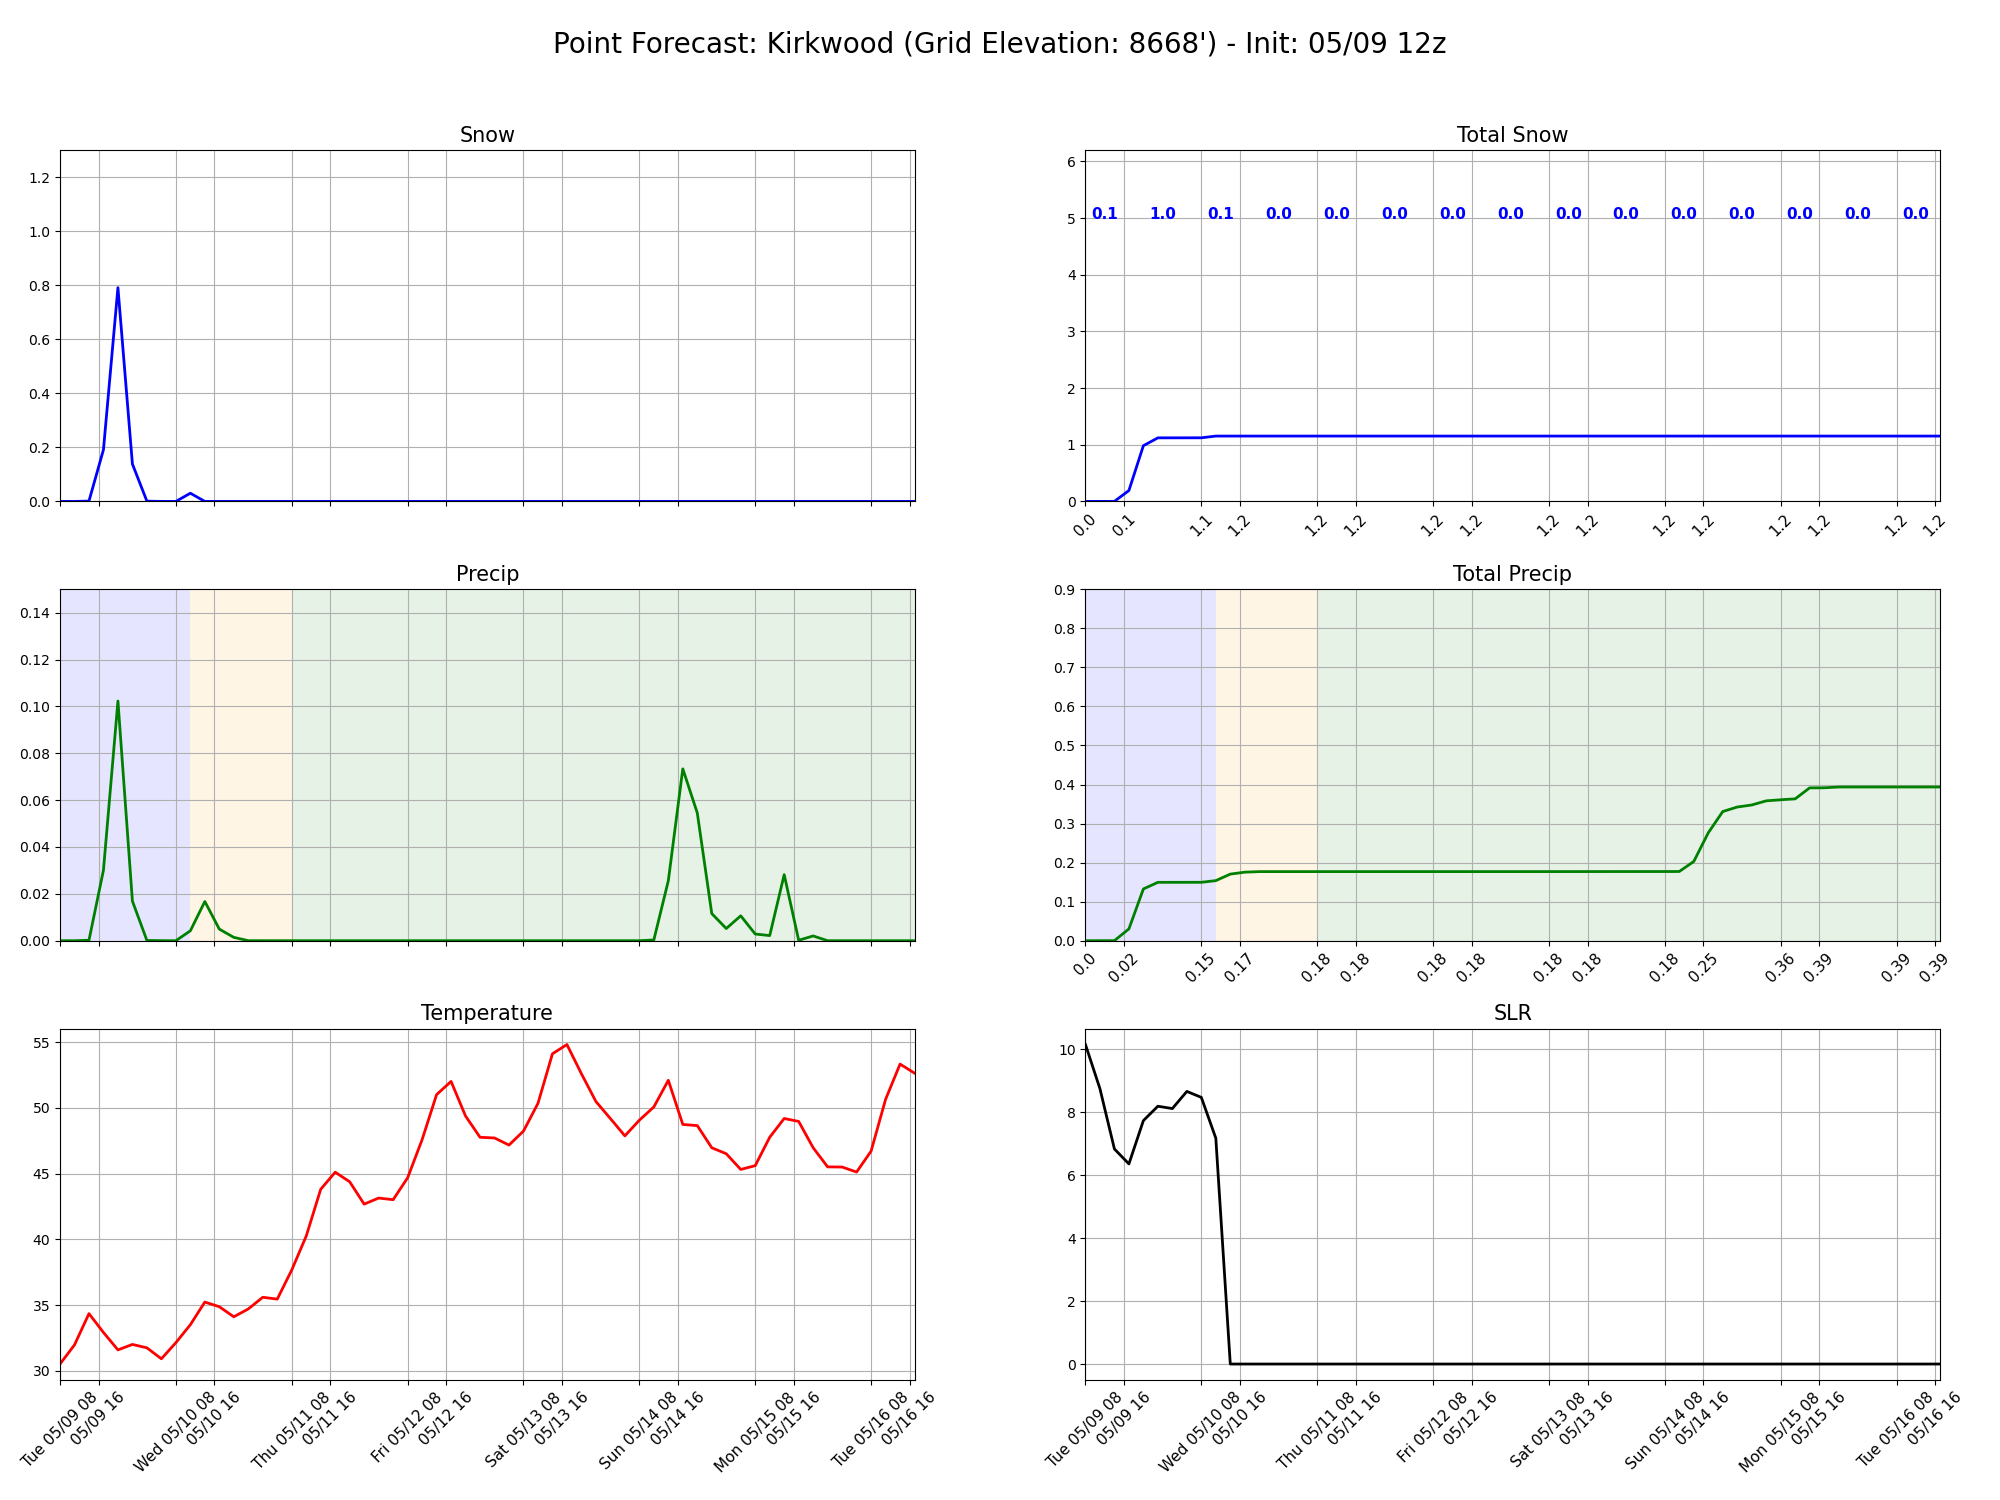 Point Forecast: Kirkwood (Grid Elevation: 8668') - Init: 05/09 12z
Snow
1.2
1.0
0.8
0.6
0.4
0.2
0.0
Total Snow
6
5
4
3
2
1
0
0.1 1.0 0.1 0.0 0.0 0.0 0.0 0.0 0.0 0.0 0.0 0.0 0.0 0.0 0.0
0.0 0.1 1.1 1.2 1.2 1.2 1.2 1.2 1.2 1.2 1.2 1.2 1.2 1.2 1.2 1.2
Precip
0.14
0.12
0.10
0.08
0.06
0.04
0.02
0.00
Total Precip
0.9
0.8
0.7
0.6
0.5
0.4
0.3
0.2
0.1
0.0
0.0 0.02 0.15 0.17 0.18 0.18 0.18 0.18 0.18 0.18 0.18 0.25 0.36 0.39 0.39 0.39
Temperature
55
50
45
40
35
30
Tue 05/09 08
05/09 16
Wed 05/10 08
05/10 16
Thu 05/11 08
05/11 16
Fri 05/12 08
05/12 16
Sat 05/13 08
05/13 16
Sun 05/14 08
05/14 16
Mon 05/15 08
05/15 16
Tue 05/16 08
05/16 16
SLR
10
8
6
4
2
0
Tue 05/09 08
05/09 16
Wed 05/10 08
05/10 16
Thu 05/11 08
05/11 16
Fri 05/12 08
05/12 16
Sat 05/13 08
05/13 16
Sun 05/14 08
05/14 16
Mon 05/15 08
05/15 16
Tue 05/16 08
05/16 16